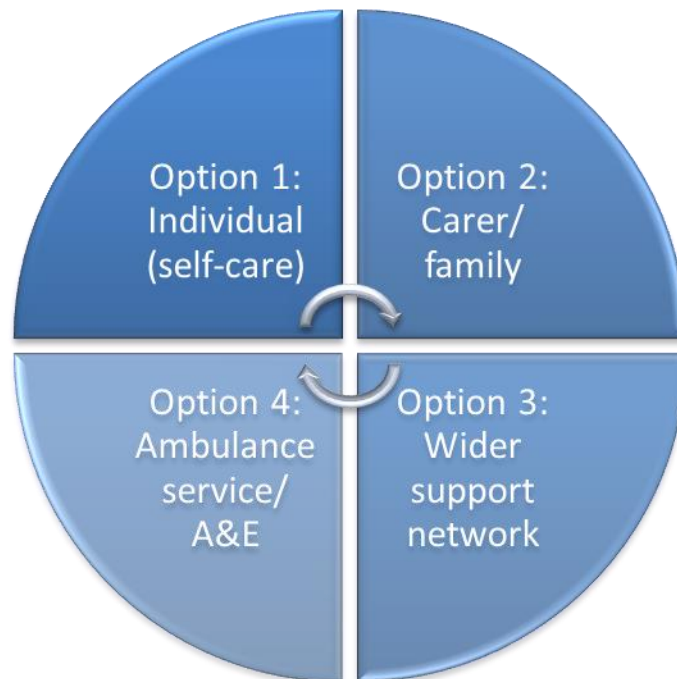 Option 1:
Individual
(self-care)
Option 2:
Carer/
family
Option 3:
Wider
support
network
Option 4:
Ambulance
service/
A&E